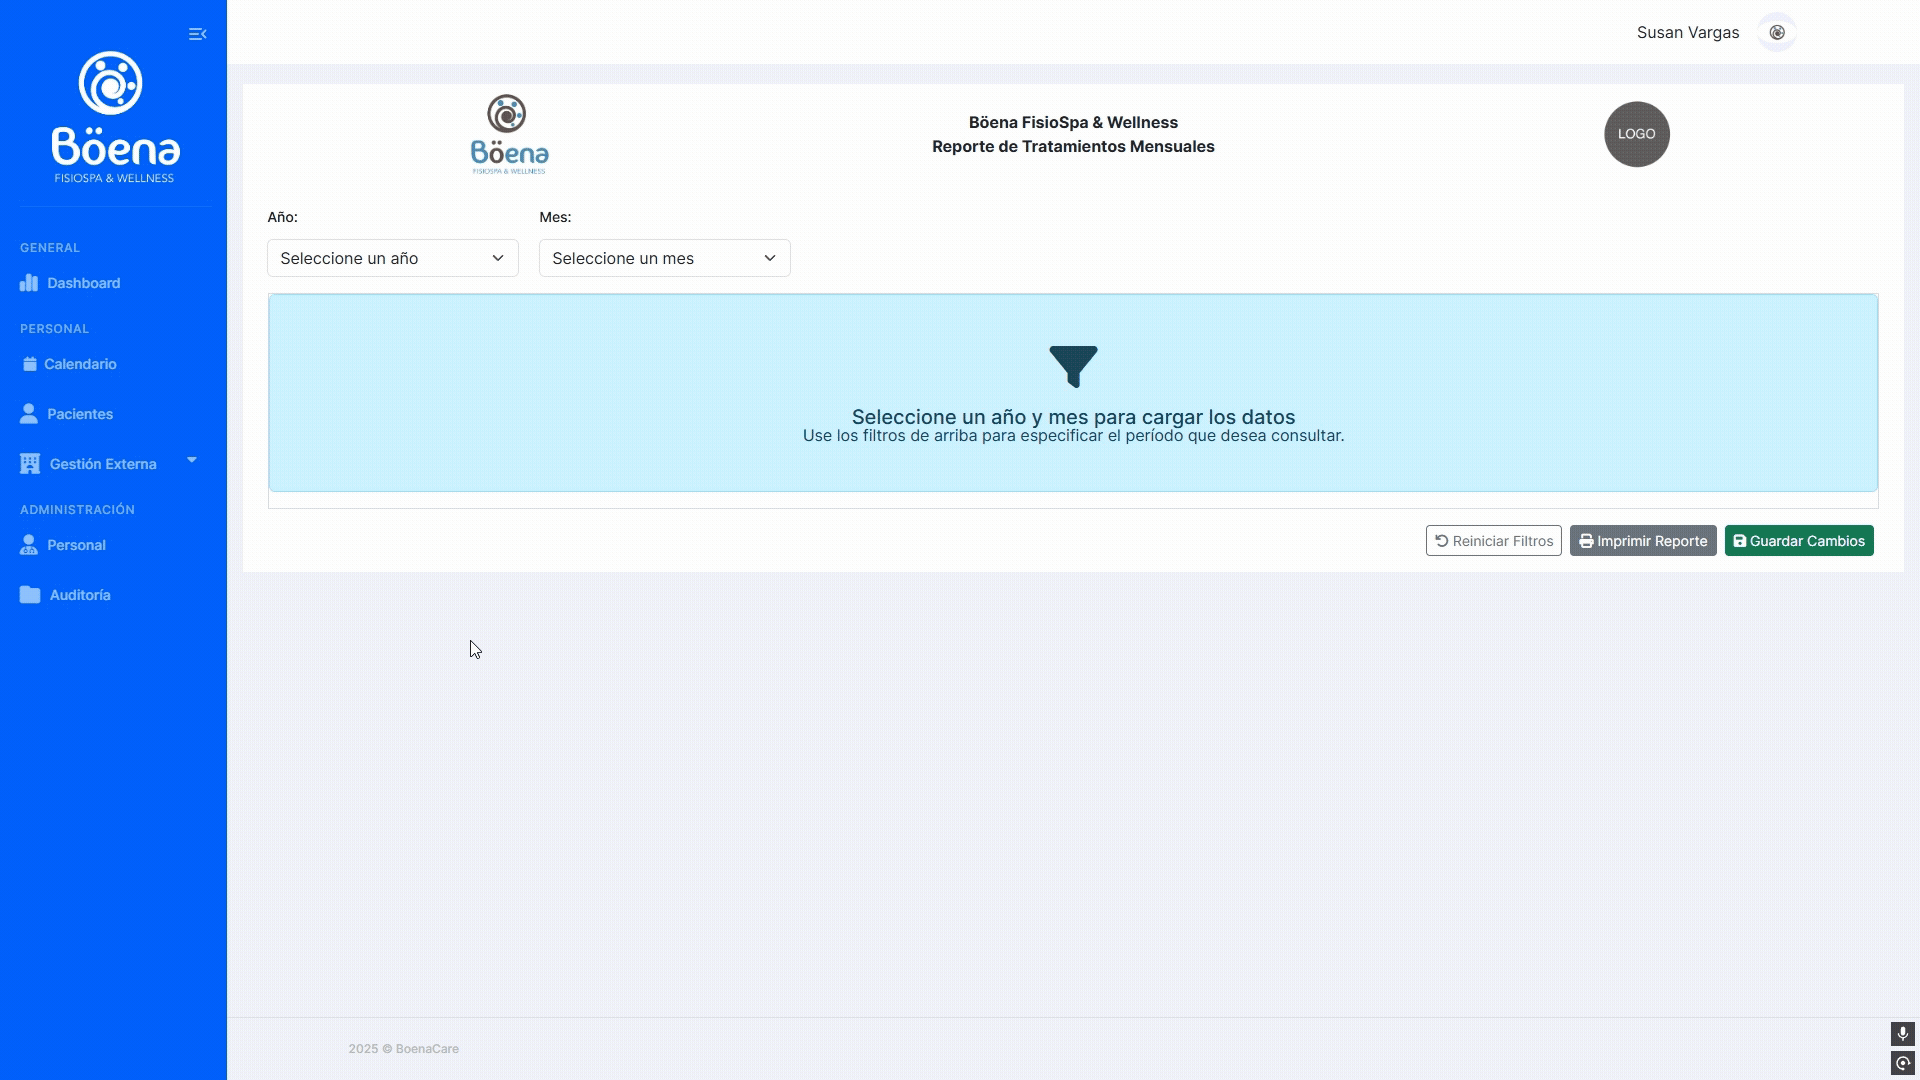 Böena
FISIOSPA & WELLNESS
GENERAL
Dashboard
PERSONAL
Calendario
Pacientes
Gestión Externa
ADMINISTRACIÓN
Personal
Auditoría
Susan Vargas
Böena
FISIOSPA & WELLNESS
Böena FisioSpa & Wellness
Reporte de Tratamientos Mensuales
LOGO
Año:
Mes:
Seleccione un año
Seleccione un mes
Seleccione un año y mes para cargar los datos
Use los filtros de arriba para especificar el período que desea consultar.
Reiniciar Filtros
Imprimir Reporte
Guardar Cambios
2025 © BoenaCare